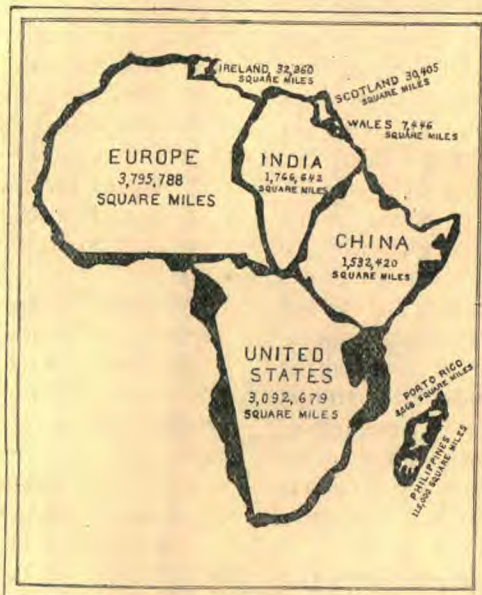 IRELAND 32,360
SQUARE MILES
SCOTLAND 30,405
SQUARE MILES
WALES 7,446
SQUARE MILES
EUROPE
3,795,788
SQUARE MILES
INDIA
1,766,642
SQUARE MILES
CHINA
1,532,420
SQUARE MILES
UNITED
STATES
3,092,679
SQUARE MILES
PORTO RICO
SQUARE MILES
PHILIPPINES
115,000 SQUARE MILES